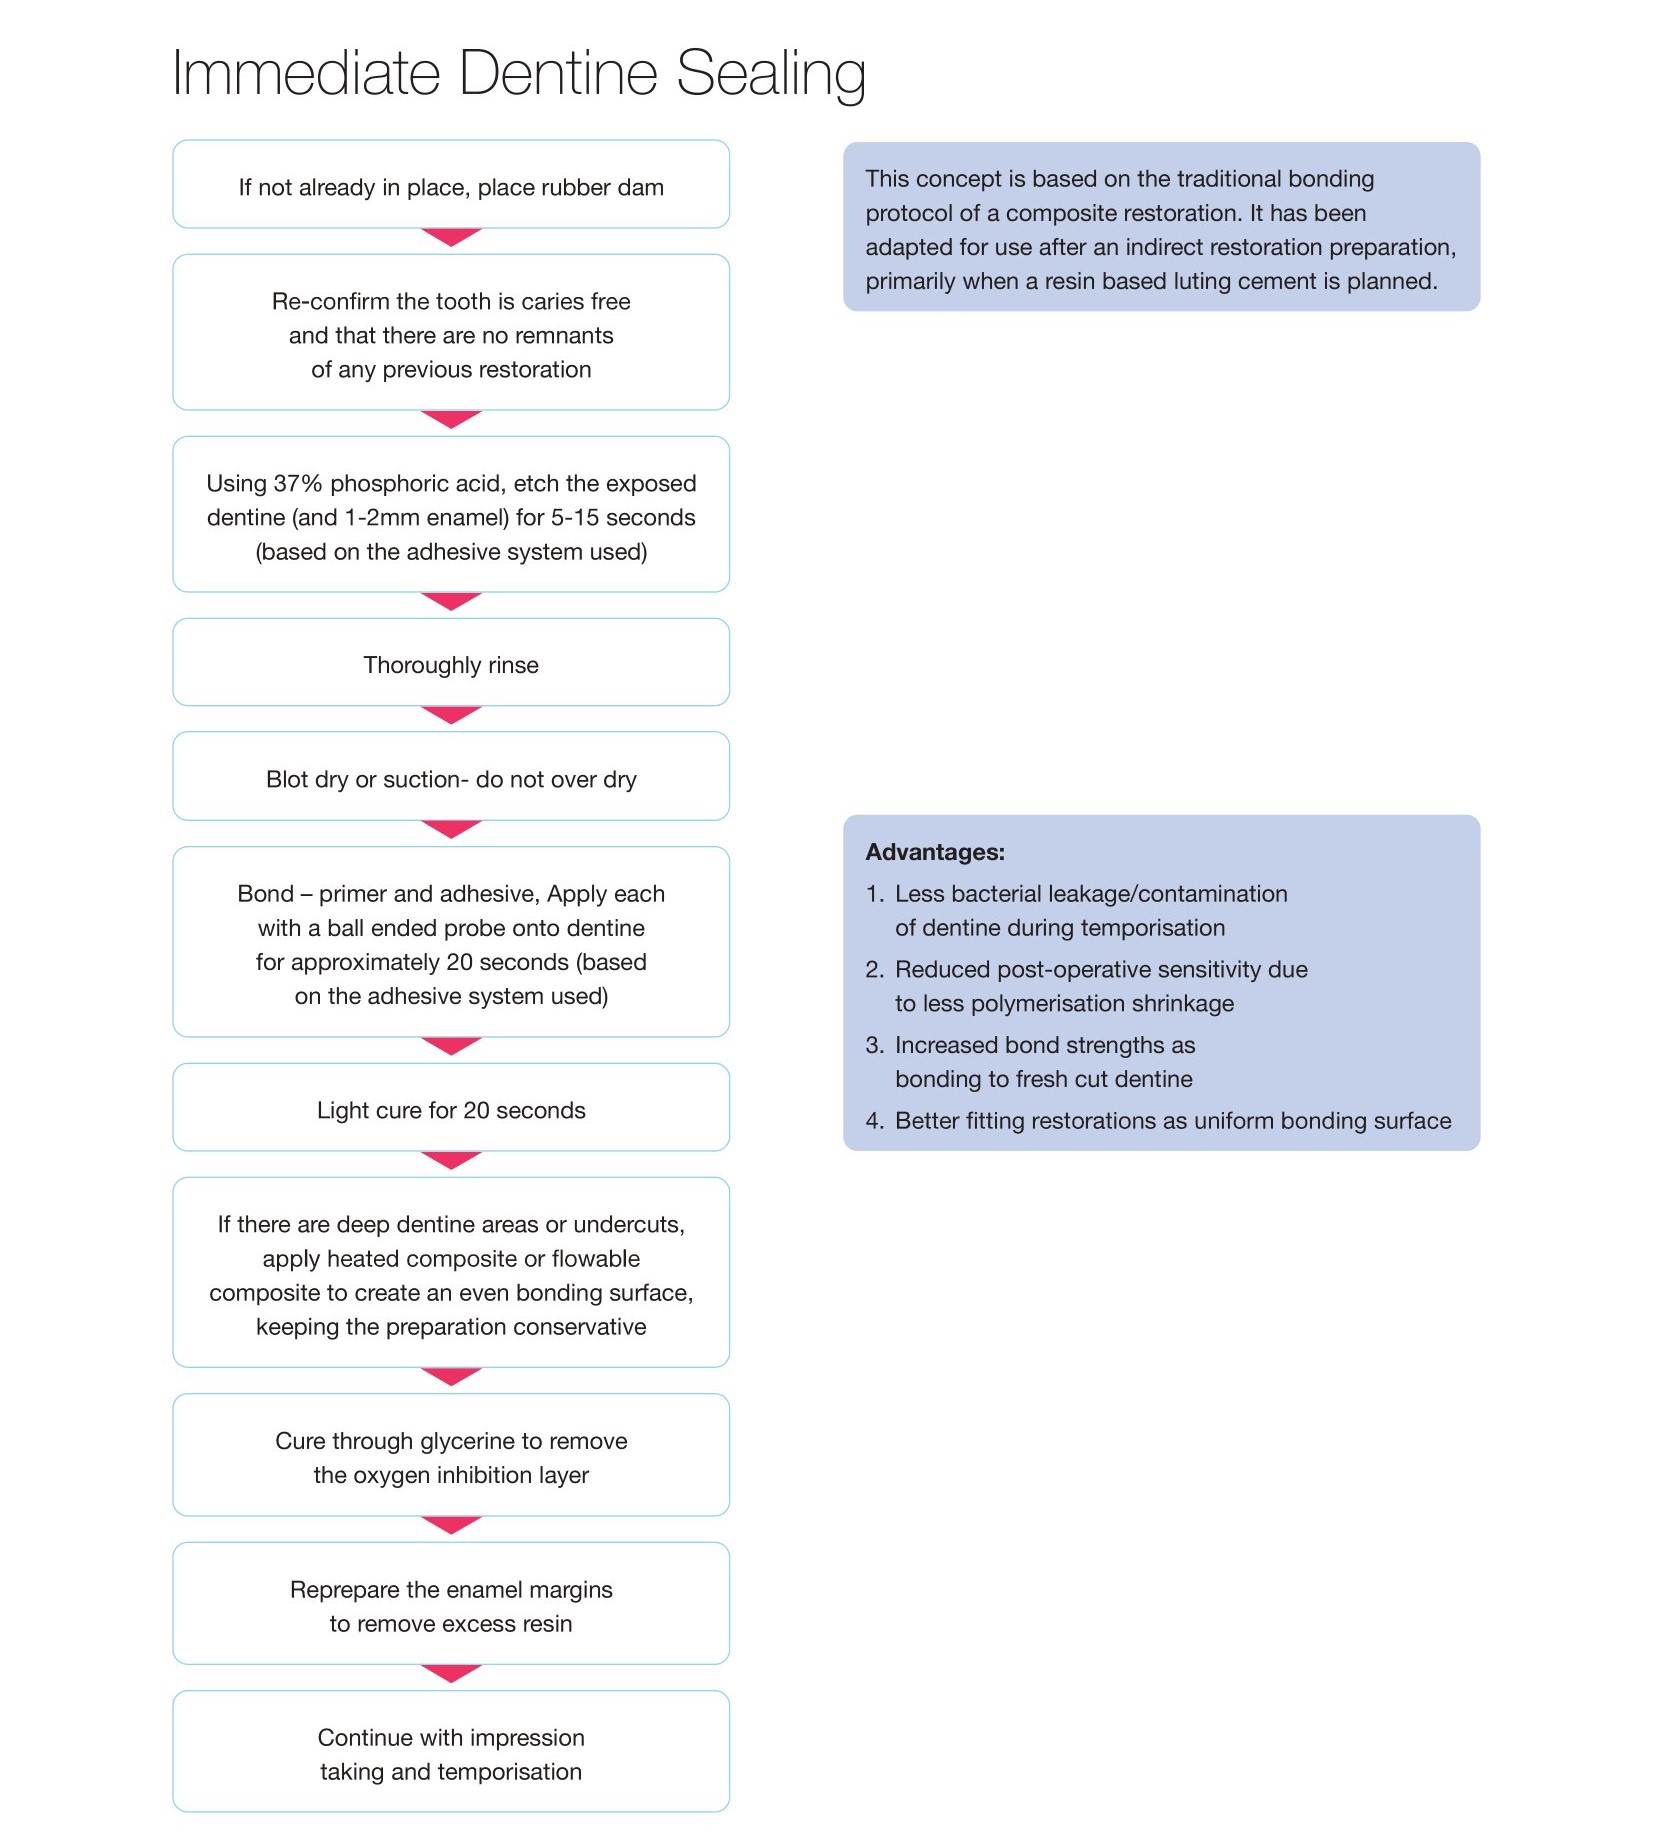 Immediate Dentine Sealing
If not already in place, place rubber dam
Re-confirm the tooth is caries free
and that there are no remnants
of any previous restoration
Using 37% phosphoric acid, etch the exposed
dentine (and 1-2mm enamel) for 5-15 seconds
(based on the adhesive system used)
Thoroughly rinse
Blot dry or suction- do not over dry
Bond – primer and adhesive, Apply each
with a ball ended probe onto dentine
for approximately 20 seconds (based
on the adhesive system used)
Light cure for 20 seconds
If there are deep dentine areas or undercuts,
apply heated composite or flowable
composite to create an even bonding surface,
keeping the preparation conservative
Cure through glycerine to remove
the oxygen inhibition layer
Reprepare the enamel margins
to remove excess resin
Continue with impression
taking and temporisation
This concept is based on the traditional bonding
protocol of a composite restoration. It has been
adapted for use after an indirect restoration preparation,
primarily when a resin based luting cement is planned.
Advantages:
1. Less bacterial leakage/contamination
of dentine during temporisation
2. Reduced post-operative sensitivity due
to less polymerisation shrinkage
3. Increased bond strengths as
bonding to fresh cut dentine
4. Better fitting restorations as uniform bonding surface